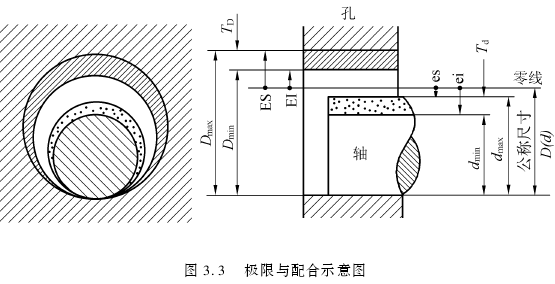 孔
T_D
T_d
es
ei
零线
ES
EI
D_max
D_min
轴
d_min
d_max
公称尺寸
D(d)
图 3.3 极限与配合示意图